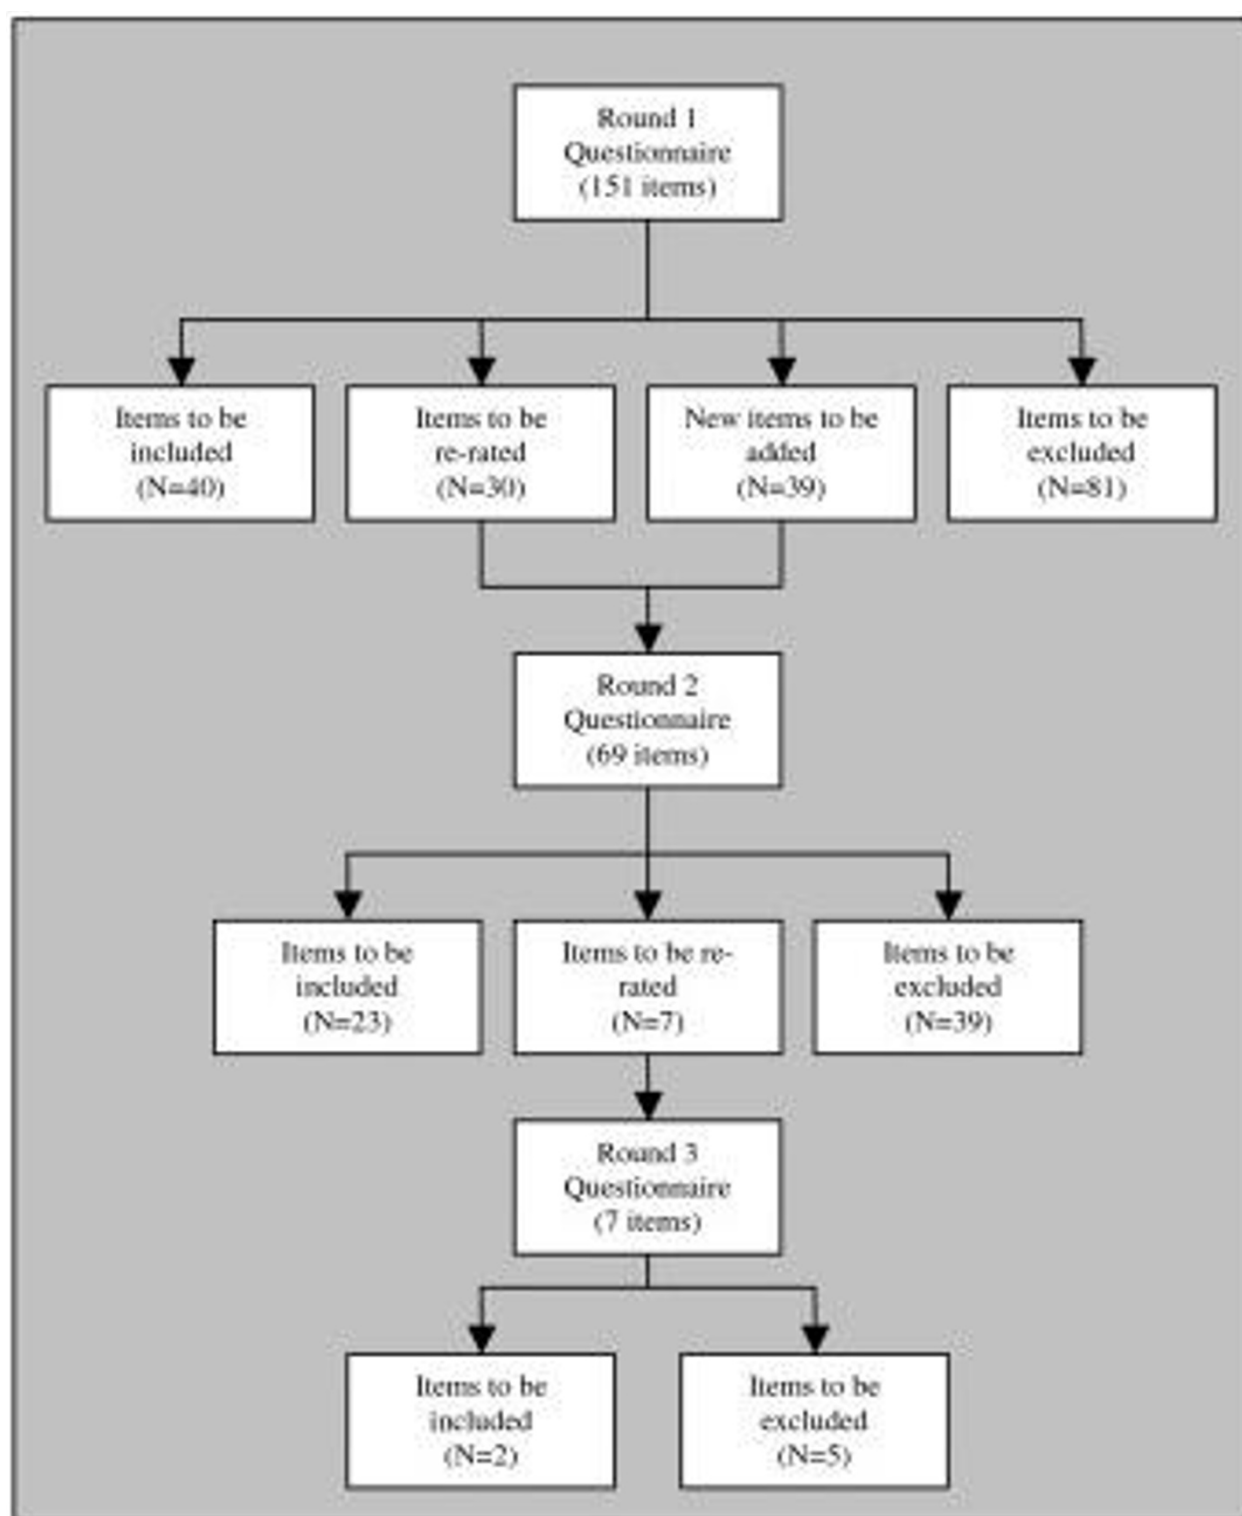 Round 1
Questionnaire
(151 items)
Items to be
included
(N=40)
Items to be
re-rated
(N=30)
New items to be
added
(N=39)
Items to be
excluded
(N=81)
Round 2
Questionnaire
(69 items)
Items to be
included
(N=23)
Items to be re-
rated
(N=7)
Items to be
excluded
(N=39)
Round 3
Questionnaire
(7 items)
Items to be
included
(N=2)
Items to be
excluded
(N=5)